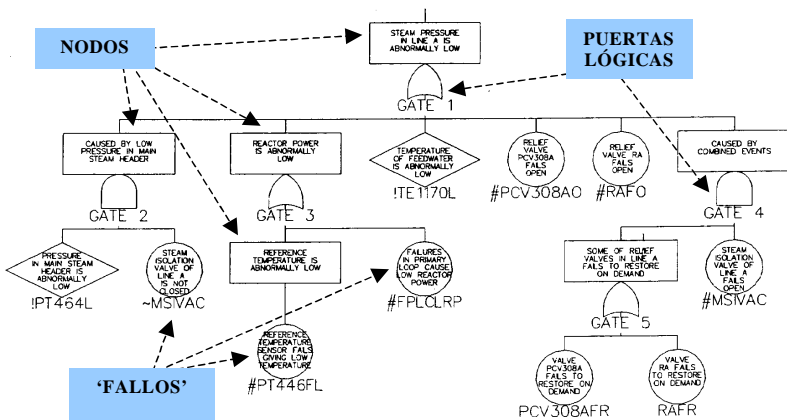 NODOS
STEAM PRESSURE
IN LINE A IS
ABNORMALLY LOW
PUERTAS
LÓGICAS
GATE 1
CAUSED BY LOW
PRESSURE IN MAIN
STEAM HEADER
REACTOR POWER
IS ABNORMALLY
LOW
TEMPERATURE
OF FEEDWATER
IS ABNORMALLY
LOW
RELIEF
VALVE
PCV308A
FAILS
OPEN
RELIEF
VALVE RA
FAILS
OPEN
CAUSED BY
COMBINED EVENTS
!TE1170L
#PCV308AO
#RAFO
GATE 2
GATE 3
GATE 4
PRESSURE
IN MAIN STEAM
HEADER IS
ABNORMALLY
LOW
STEAM
ISOLATION
VALVE OF
LINE A
IS NOT
CLOSED
REFERENCE
TEMPERATURE IS
ABNORMALLY LOW
FAILURES
IN PRIMARY
LOOP CAUSE
LOW REACTOR
POWER
SOME OF RELIEF
VALVES IN LINE A
FAILS TO RESTORE
ON DEMAND
STEAM
ISOLATION
VALVE OF
LINE A
FAILS
OPEN
!PT464L
~MSIVAC
#FPLCLRP
#MSIVAC
GATE 5
REFERENCE
TEMPERATURE
SENSOR FAILS
GIVING LOW
TEMPERATURE
#PT446FL
'FALLOS'
VALVE
PCV308A
FAILS TO
RESTORE ON
DEMAND
VALVE
RA FAILS TO
RESTORE
ON DEMAND
PCV308AFR
RAFR